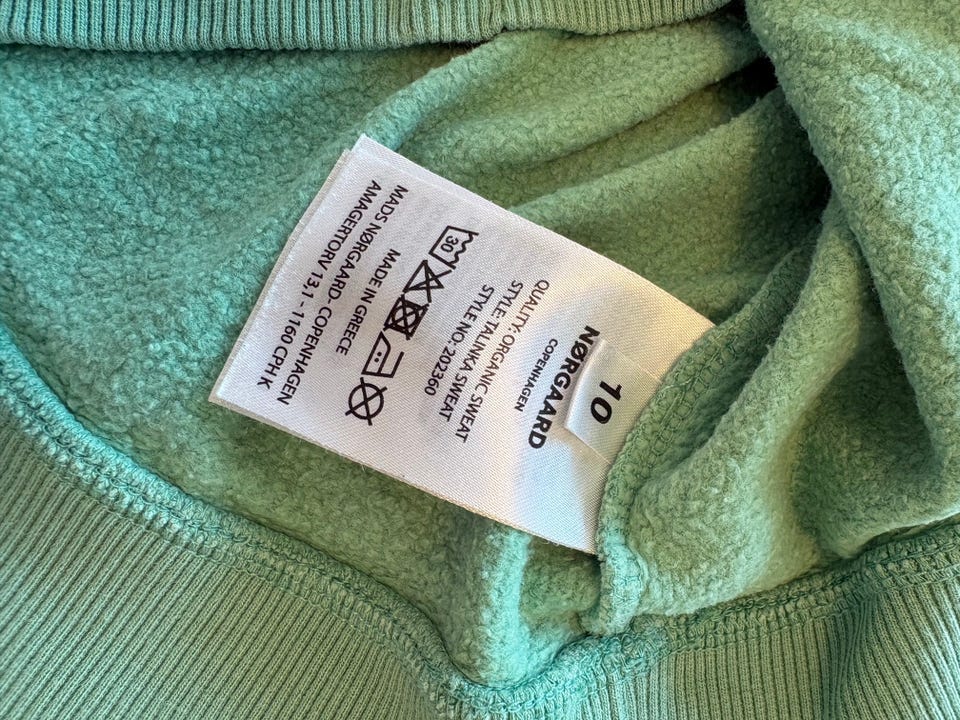 10
NØRGAARD
COPENHAGEN
QUALITY: ORGANIC SWEAT
STYLE: TALINKA SWEAT
STYLE NO.: 202360
30
MADE IN GREECE
MADS NØRGAARD - COPENHAGEN
AMAGERTORV 13,1 - 1160 CPH K